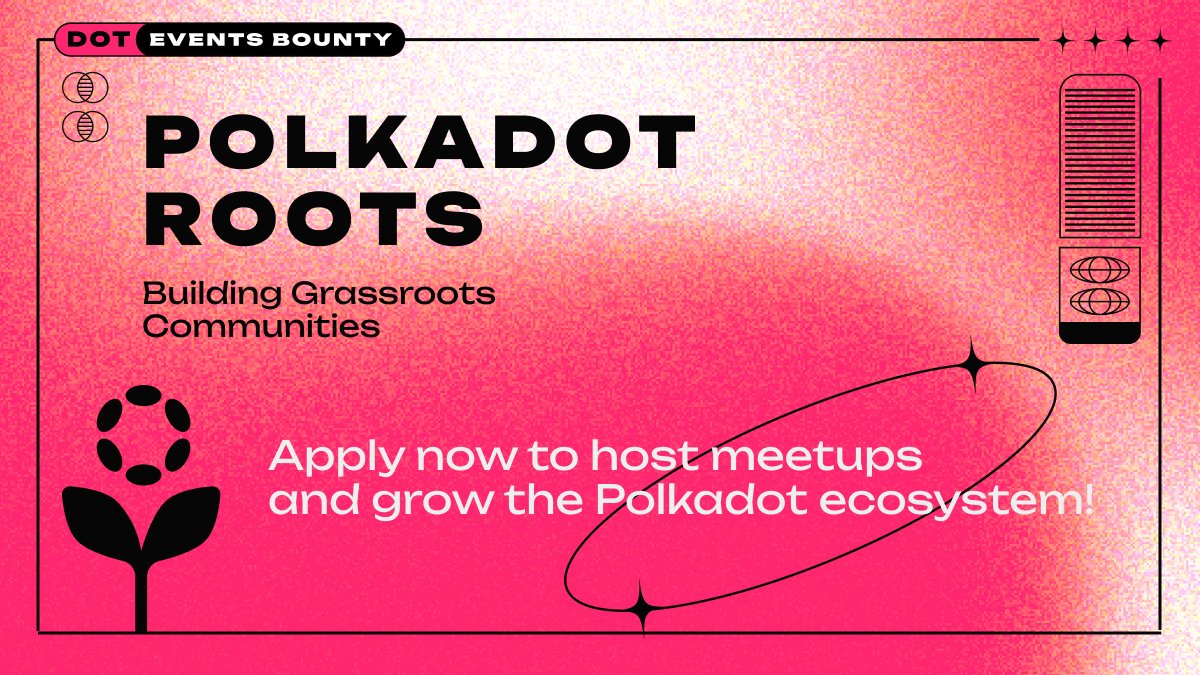 DOT EVENTS BOUNTY
POLKADOT
ROOTS
Building Grassroots
Communities
Apply now to host meetups
and grow the Polkadot ecosystem!